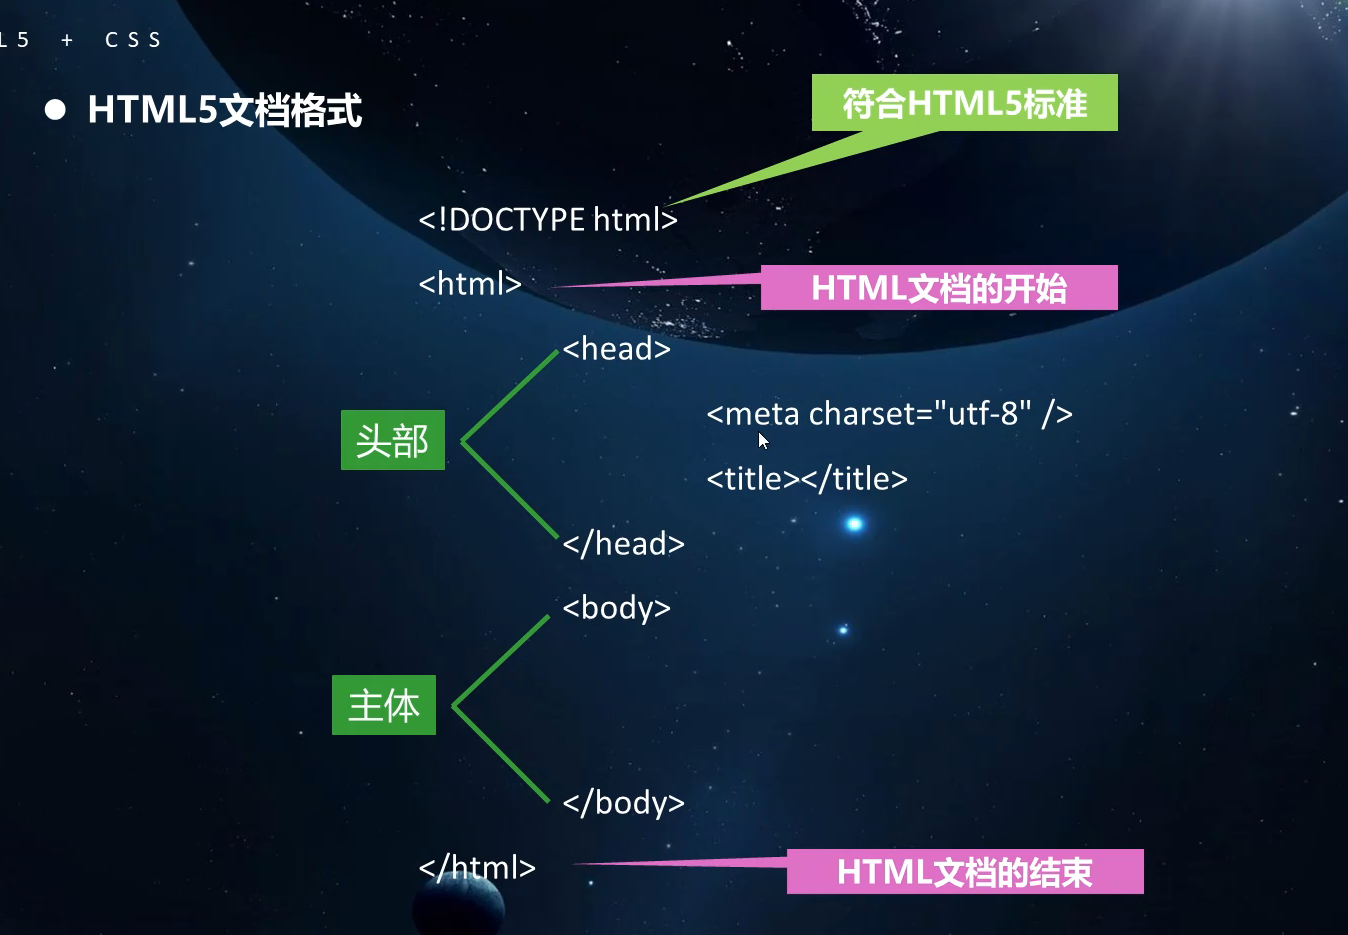 L5 + CSS
● HTML5文档格式
符合HTML5标准
<!DOCTYPE html>
<html>
HTML文档的开始
<head>
<meta charset="utf-8" />
头部
<title></title>
</head>
<body>
主体
</body>
</html>
HTML文档的结束